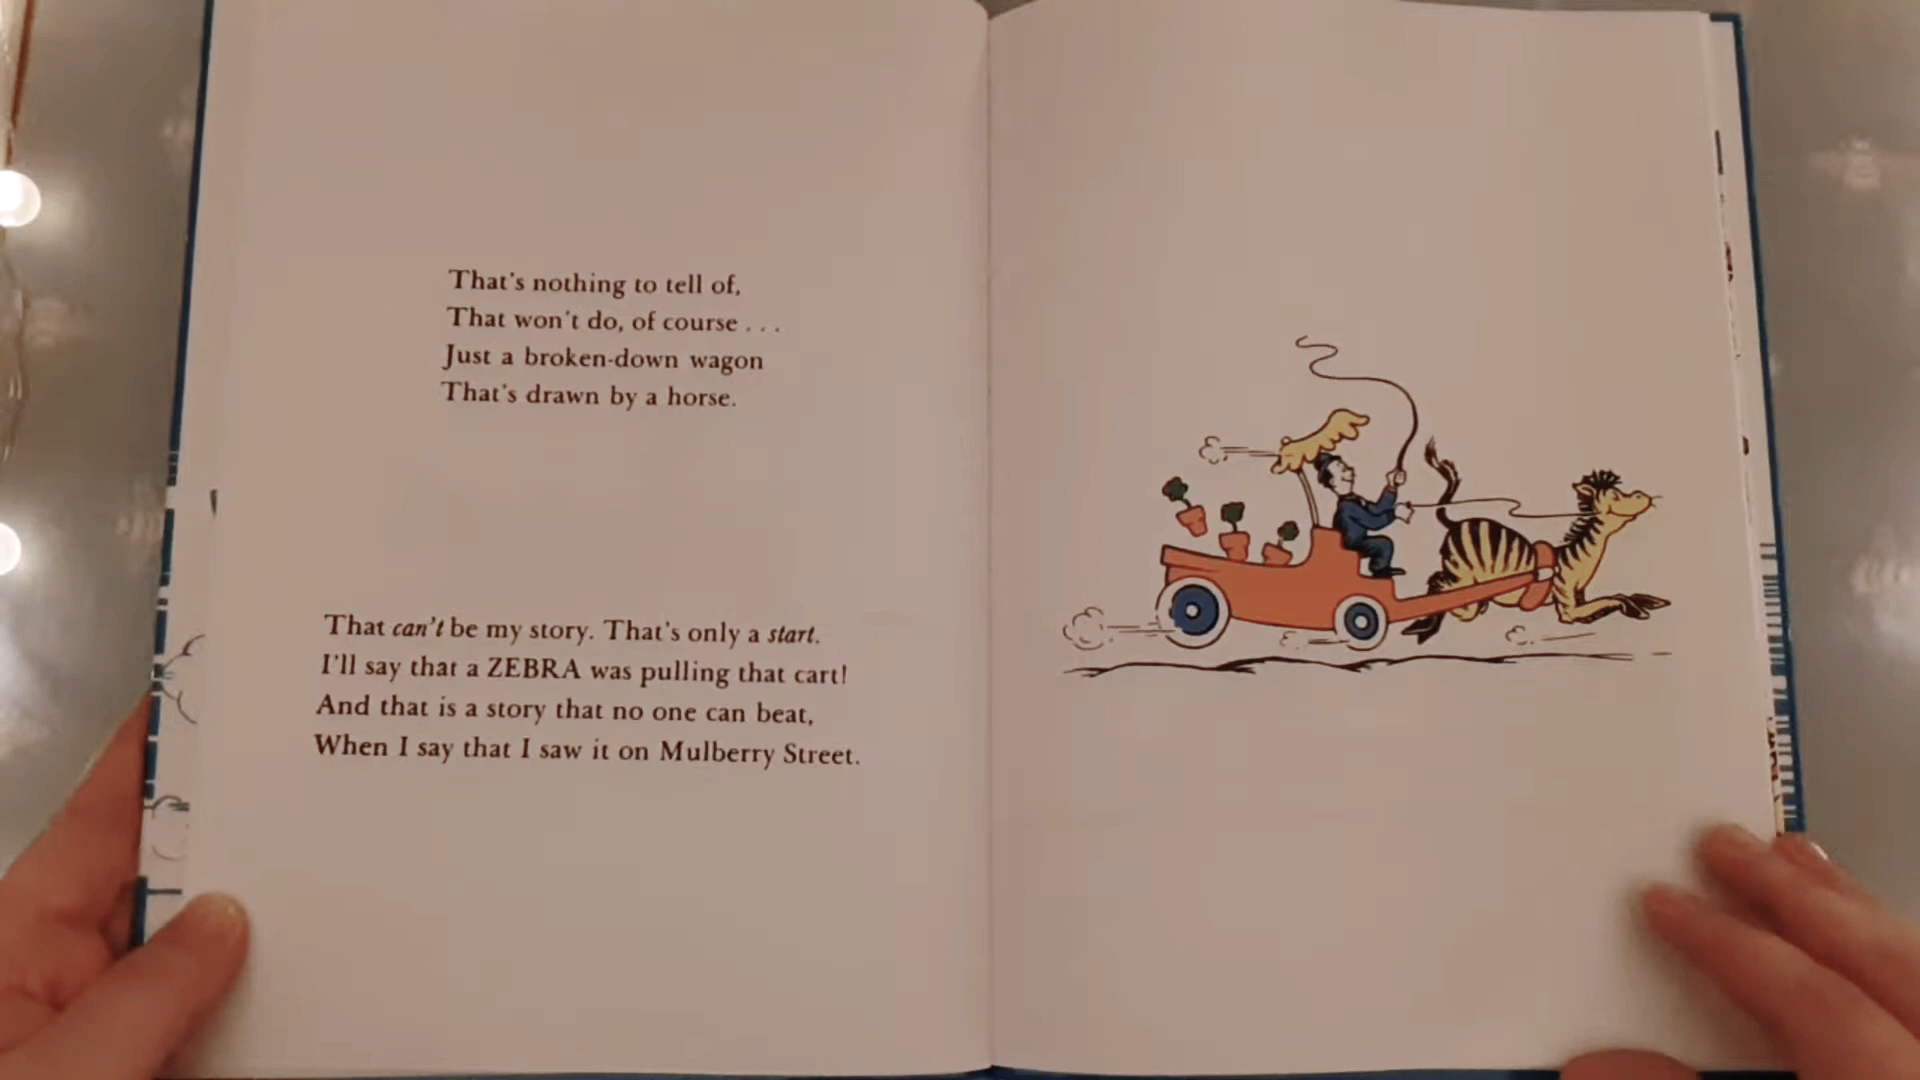 That's nothing to tell of,
That won't do, of course . . .
Just a broken-down wagon
That's drawn by a horse.
That can't be my story. That's only a start.
I'll say that a ZEBRA was pulling that cart!
And that is a story that no one can beat,
When I say that I saw it on Mulberry Street.